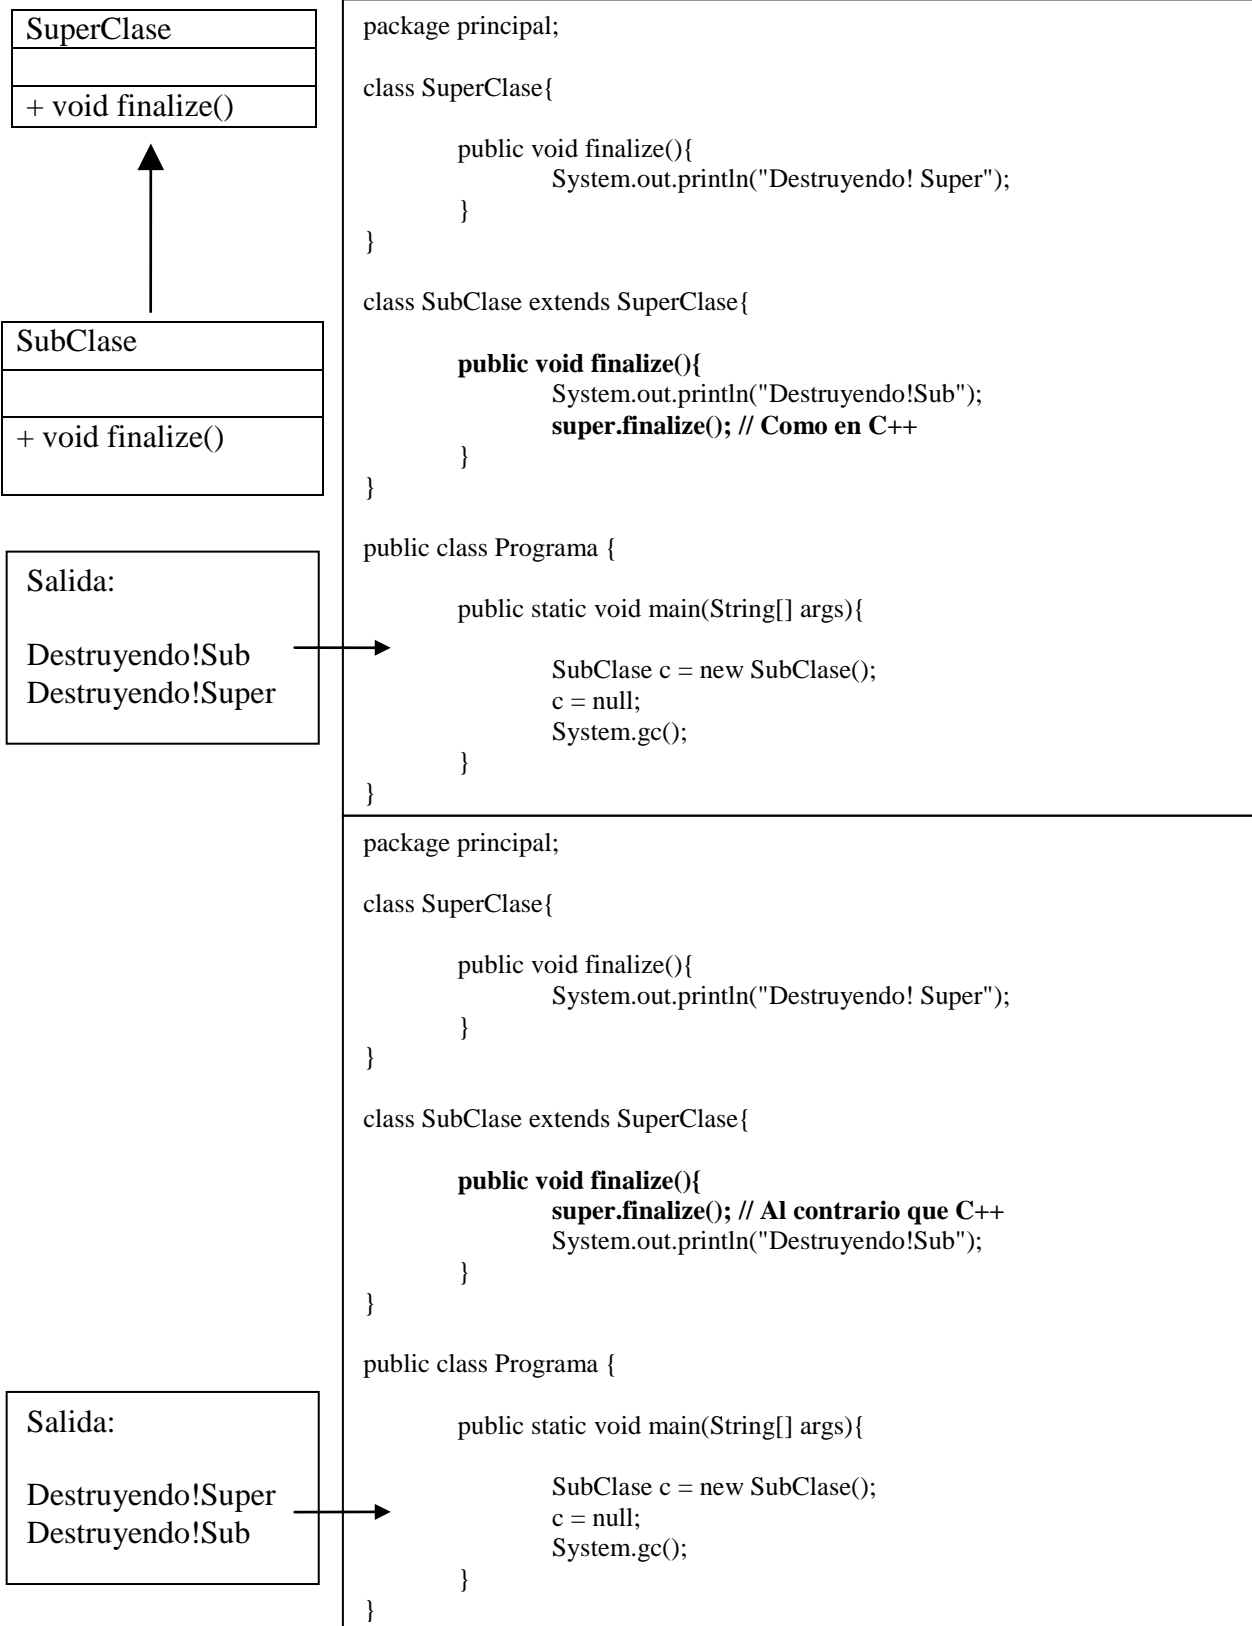 SuperClase
+ void finalize()
SubClase
+ void finalize()
Salida:
Destruyendo!Sub
Destruyendo!Super
package principal;
class SuperClase{
public void finalize(){
System.out.println("Destruyendo! Super");
}
}
class SubClase extends SuperClase{
public void finalize(){
System.out.println("Destruyendo!Sub");
super.finalize(); // Como en C++
}
}
public class Programa {
public static void main(String[] args){
SubClase c = new SubClase();
c = null;
System.gc();
}
}
Salida:
Destruyendo!Super
Destruyendo!Sub
package principal;
class SuperClase{
public void finalize(){
System.out.println("Destruyendo! Super");
}
}
class SubClase extends SuperClase{
public void finalize(){
super.finalize(); // Al contrario que C++
System.out.println("Destruyendo!Sub");
}
}
public class Programa {
public static void main(String[] args){
SubClase c = new SubClase();
c = null;
System.gc();
}
}